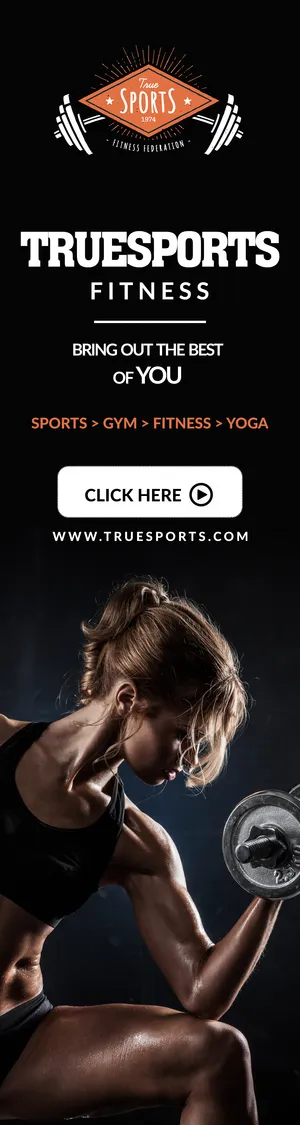 True
SPORTS
1974
- FITNESS FEDERATION -
TRUESPORTS
FITNESS
BRING OUT THE BEST
OF YOU
SPORTS > GYM > FITNESS > YOGA
CLICK HERE
WWW.TRUESPORTS.COM